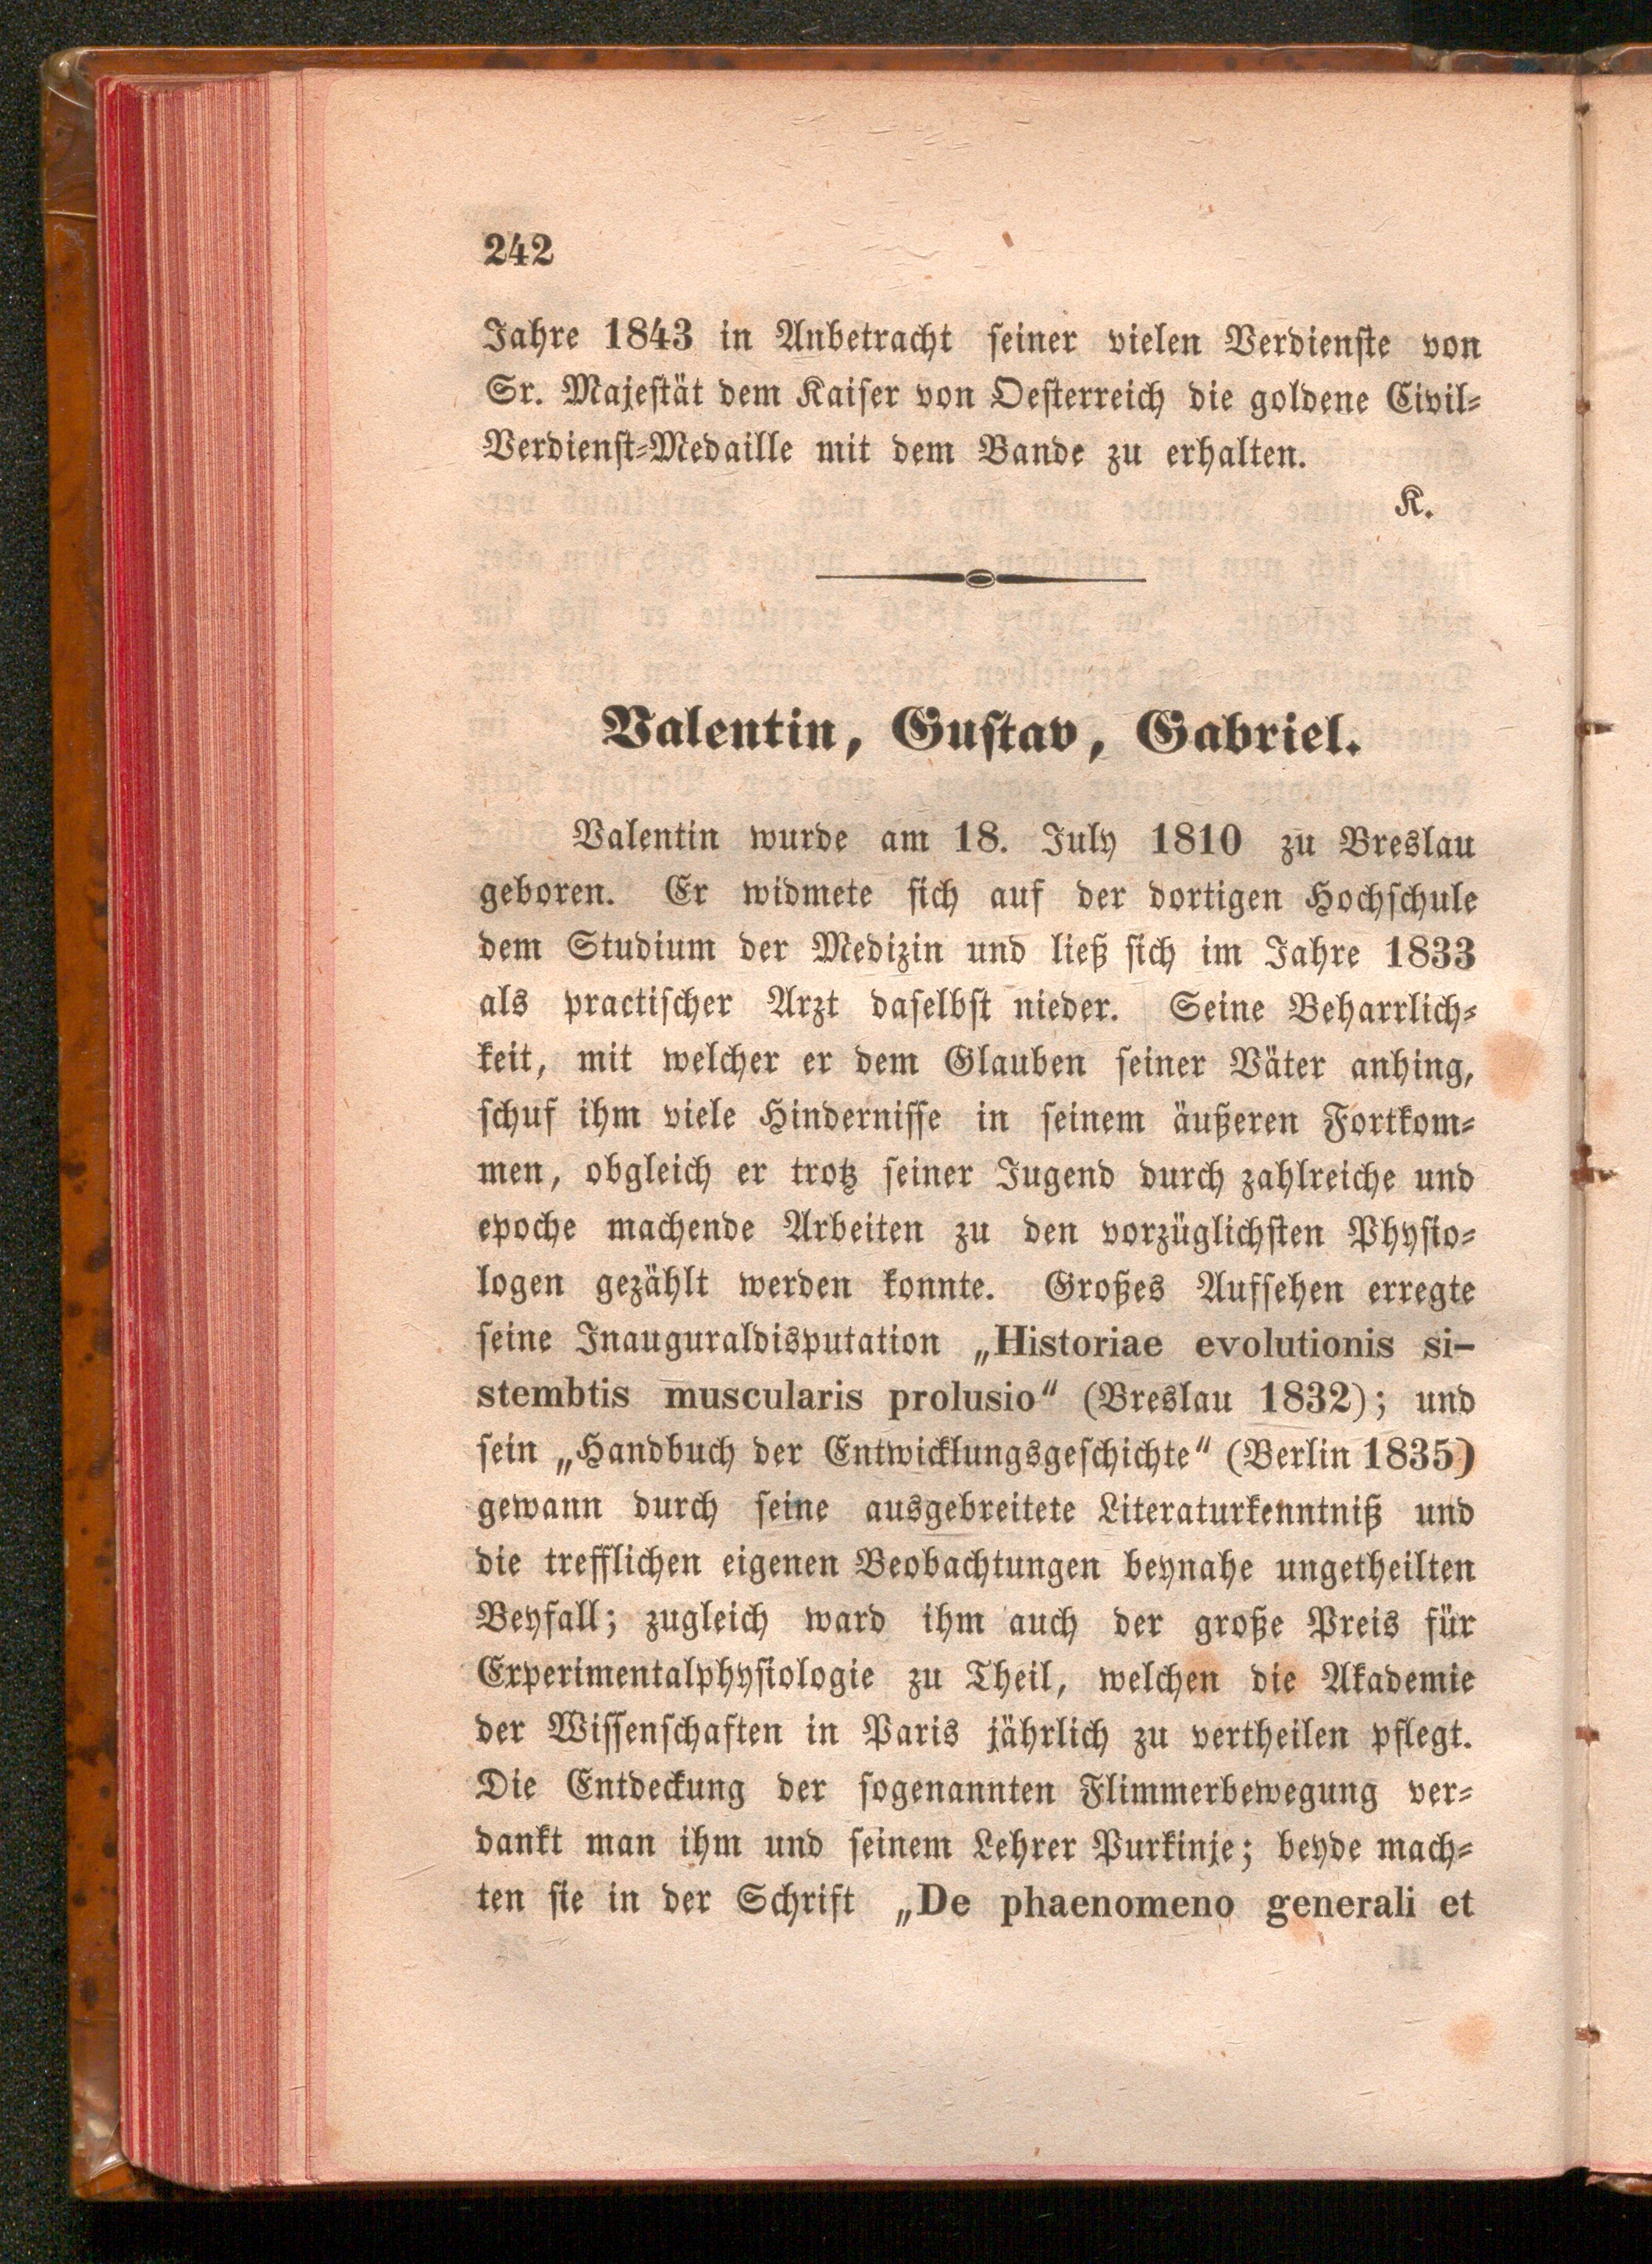 242
Jahre 1843 in Anbetracht seiner vielen Verdienste von
Sr. Majestät dem Kaiser von Oesterreich die goldene Civil-
Verdienst-Medaille mit dem Bande zu erhalten.
K.
Valentin, Gustav, Gabriel.
Valentin wurde am 18. July 1810 zu Breslau
geboren. Er widmete sich auf der dortigen Hochschule
dem Studium der Medizin und ließ sich im Jahre 1833
als practischer Arzt daselbst nieder. Seine Beharrlich-
keit, mit welcher er dem Glauben seiner Väter anhing,
schuf ihm viele Hindernisse in seinem äußeren Fortkom-
men, obgleich er trotz seiner Jugend durch zahlreiche und
epoche machende Arbeiten zu den vorzüglichsten Physio-
logen gezählt werden konnte. Großes Aufsehen erregte
seine Inauguraldisputation „Historiae evolutionis si-
stembtis muscularis prolusio“ (Breslau 1832); und
sein „Handbuch der Entwicklungsgeschichte“ (Berlin 1835)
gewann durch seine ausgebreitete Literaturkenntniß und
die trefflichen eigenen Beobachtungen beynahe ungetheilten
Beyfall; zugleich ward ihm auch der große Preis für
Experimentalphysiologie zu Theil, welchen die Akademie
der Wissenschaften in Paris jährlich zu vertheilen pflegt.
Die Entdeckung der sogenannten Flimmerbewegung ver-
dankt man ihm und seinem Lehrer Purkinje; beyde mach-
ten sie in der Schrift „De phaenomeno generali et